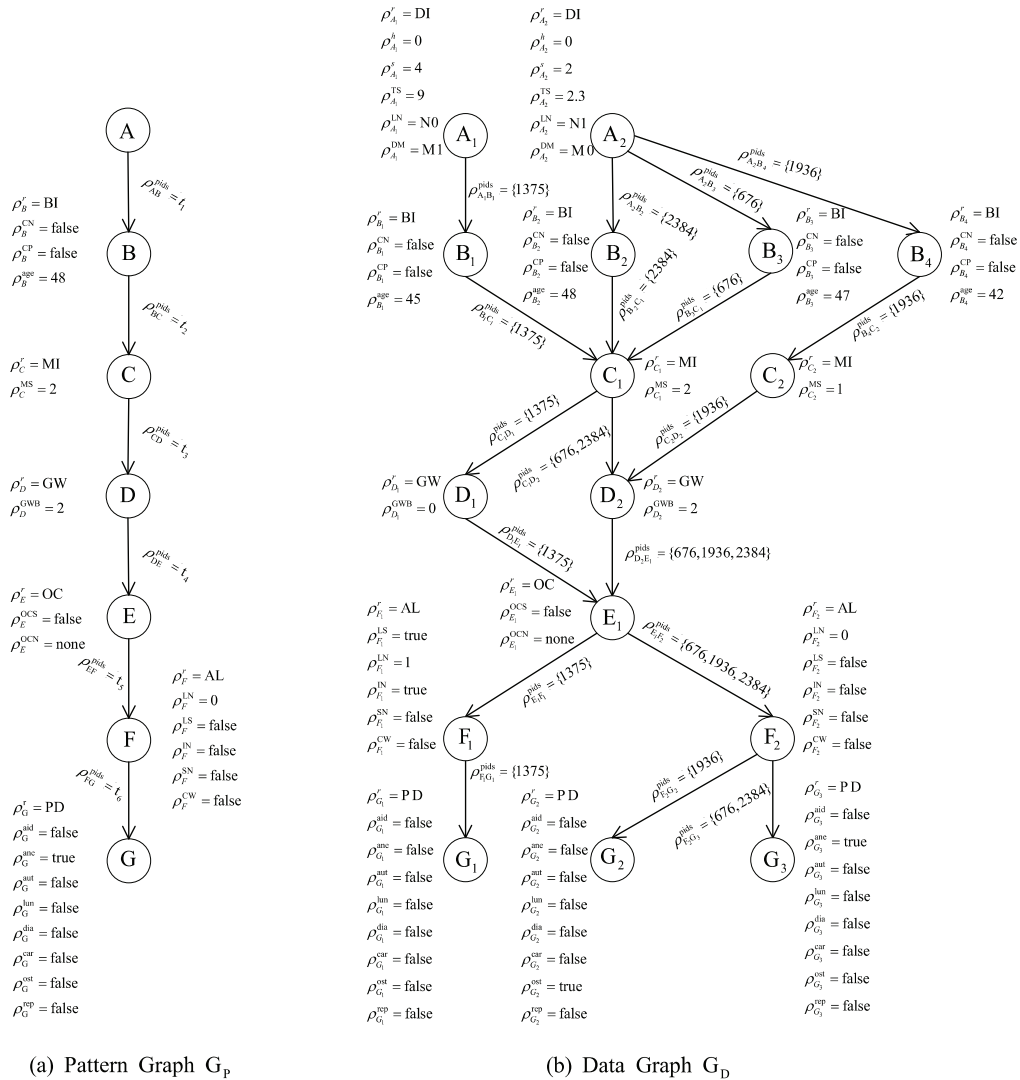 A
ρ_AB^pids = t_1
ρ_B^r = BI
ρ_B^CN = false
ρ_B^CP = false
ρ_B^age = 48
B
ρ_BC^pids = t_2
ρ_C^r = MI
ρ_C^MS = 2
C
ρ_CD^pids = t_3
ρ_D^r = GW
ρ_D^GWB = 2
D
ρ_DE^pids = t_4
ρ_E^r = OC
ρ_E^OCS = false
ρ_E^OCN = none
E
ρ_EF^pids = t_5
ρ_F^r = AL
ρ_F^LN = 0
ρ_F^LS = false
ρ_F^IN = false
ρ_F^SN = false
ρ_F^CW = false
F
ρ_FG^pids = t_6
ρ_G^r = PD
ρ_G^aid = false
ρ_G^ane = true
ρ_G^aut = false
ρ_G^lun = false
ρ_G^dia = false
ρ_G^car = false
ρ_G^ost = false
ρ_G^rep = false
G
(a) Pattern Graph G_P
ρ_A1^r = DI
ρ_A1^h = 0
ρ_A1^s = 4
ρ_A1^TS = 9
ρ_A1^LN = N0
ρ_A1^DM = M1
A_1
ρ_A2^r = DI
ρ_A2^h = 0
ρ_A2^s = 2
ρ_A2^TS = 2.3
ρ_A2^LN = N1
ρ_A2^DM = M0
A_2
ρ_A1B1^pids = {1375}
ρ_A2B2^pids = {2384}
ρ_A2B3^pids = {676}
ρ_A2B4^pids = {1936}
ρ_B1^r = BI
ρ_B1^CN = false
ρ_B1^CP = false
ρ_B1^age = 45
B_1
ρ_B2^r = BI
ρ_B2^CN = false
ρ_B2^CP = false
ρ_B2^age = 48
B_2
B_3
ρ_B3^r = BI
ρ_B3^CN = false
ρ_B3^CP = false
ρ_B3^age = 47
B_4
ρ_B4^r = BI
ρ_B4^CN = false
ρ_B4^CP = false
ρ_B4^age = 42
ρ_B1C1^pids = {1375}
ρ_B2C1^pids = {2384}
ρ_B3C1^pids = {676}
ρ_B4C2^pids = {1936}
C_1
ρ_C1^r = MI
ρ_C1^MS = 2
C_2
ρ_C2^r = MI
ρ_C2^MS = 1
ρ_C1D1^pids = {1375}
ρ_C1D2^pids = {676, 2384}
ρ_C2D2^pids = {1936}
ρ_D1^r = GW
ρ_D1^GWB = 0
D_1
D_2
ρ_D2^r = GW
ρ_D2^GWB = 2
ρ_D1E1^pids = {1375}
ρ_D2E1^pids = {676,1936,2384}
ρ_E1^r = OC
ρ_E1^OCS = false
ρ_E1^OCN = none
E_1
ρ_E1F1^pids = {1375}
ρ_E1F2^pids = {676,1936,2384}
ρ_F1^r = AL
ρ_F1^LS = true
ρ_F1^LN = 1
ρ_F1^IN = true
ρ_F1^SN = false
ρ_F1^CW = false
F_1
F_2
ρ_F2^r = AL
ρ_F2^LN = 0
ρ_F2^LS = false
ρ_F2^IN = false
ρ_F2^SN = false
ρ_F2^CW = false
ρ_F1G1^pids = {1375}
ρ_F2G2^pids = {1936}
ρ_F2G3^pids = {676,2384}
ρ_G1^r = PD
ρ_G1^aid = false
ρ_G1^ane = false
ρ_G1^aut = false
ρ_G1^lun = false
ρ_G1^dia = false
ρ_G1^car = false
ρ_G1^ost = false
ρ_G1^rep = false
G_1
ρ_G2^r = PD
ρ_G2^aid = false
ρ_G2^ane = false
ρ_G2^aut = false
ρ_G2^lun = false
ρ_G2^dia = false
ρ_G2^car = false
ρ_G2^ost = true
ρ_G2^rep = false
G_2
G_3
ρ_G3^r = PD
ρ_G3^aid = false
ρ_G3^ane = true
ρ_G3^aut = false
ρ_G3^lun = false
ρ_G3^dia = false
ρ_G3^car = false
ρ_G3^ost = false
ρ_G3^rep = false
(b) Data Graph G_D